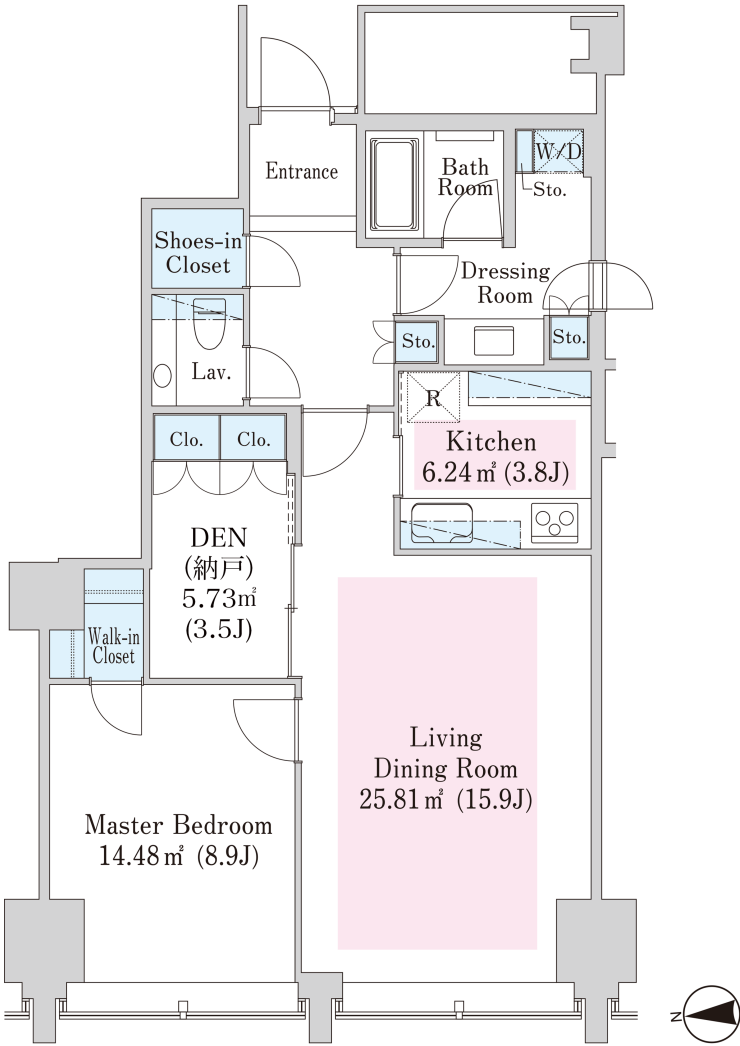 Entrance
Bath
Room
W/D
Sto.
Shoes-in
Closet
Dressing
Room
Lav.
Sto.
Sto.
R
Kitchen
6.24㎡ (3.8J)
Clo.
Clo.
DEN
(納戸)
5.73㎡
(3.5J)
Walk-in
Closet
Living
Dining Room
25.81㎡ (15.9J)
Master Bedroom
14.48㎡ (8.9J)
N